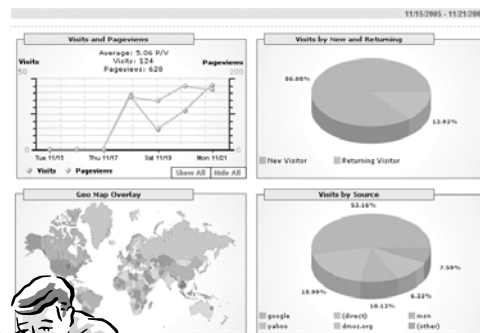 11/15/2005 - 11/21/200
Visits and Pageviews
Average: 5.06 P/V
Visits: 124
Pageviews: 628
Visits
Pageviews
50
200
Tue 11/15
Thu 11/17
Sat 11/19
Mon 11/21
Visits
Pageviews
Show All
Hide All
Visits by New and Returning
86.08%
13.92%
New Visitor
Returning Visitor
Geo Map Overlay
Visits by Source
53.16%
7.59%
6.33%
10.13%
18.99%
google
(direct)
msn
yahoo
dmoz.org
(other)